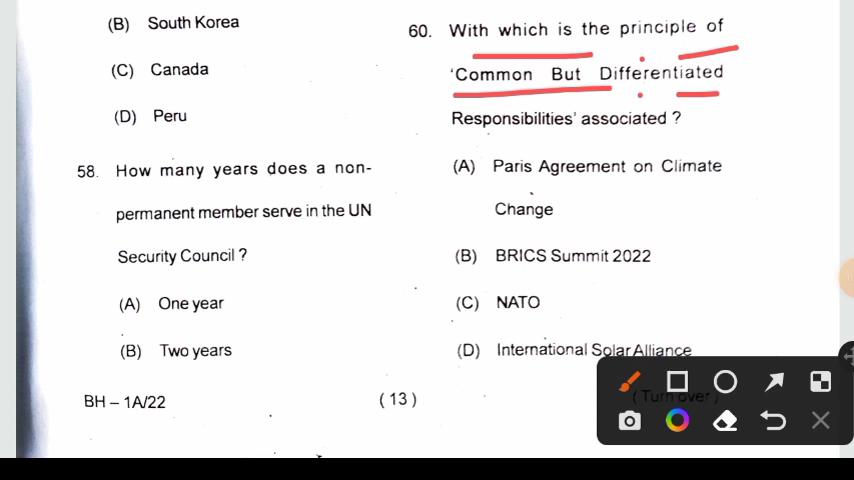 (B) South Korea
(C) Canada
(D) Peru
58. How many years does a non-
permanent member serve in the UN
Security Council ?
(A) One year
(B) Two years
BH – 1A/22
60. With which is the principle of
‘Common But Differentiated
Responsibilities’ associated ?
(A) Paris Agreement on Climate
Change
(B) BRICS Summit 2022
(C) NATO
(D) International Solar Alliance
( 13 )
( Turn over )